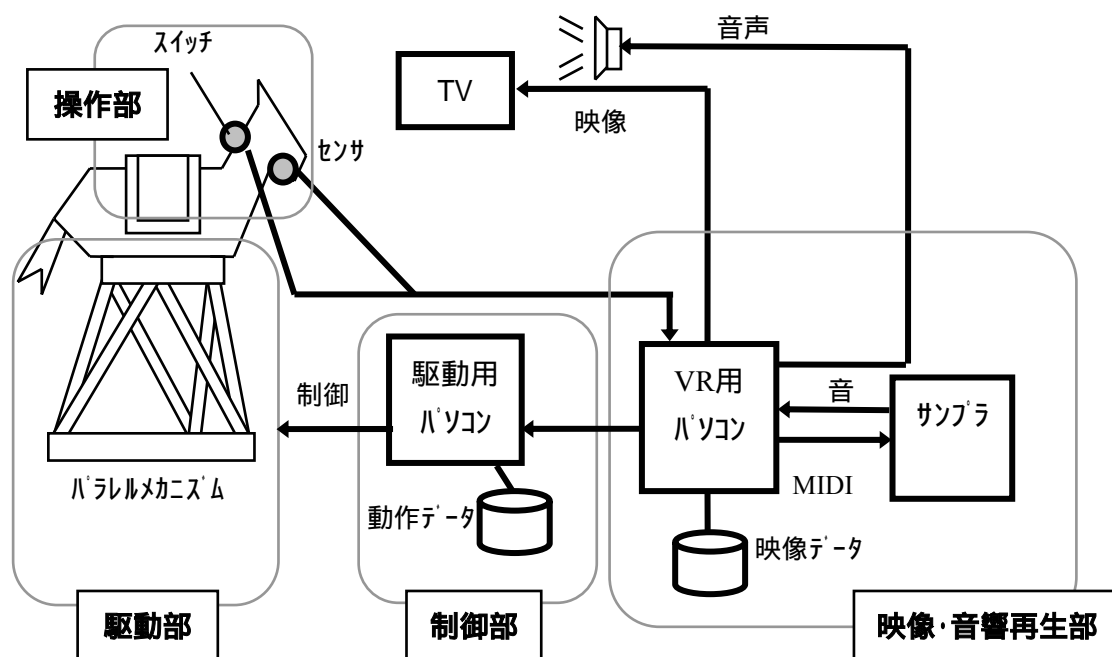 音声
スイッチ
TV
操作部
映像
センサ
駆動用
パソコン
VR用
パソコン
制御
音
サンプラ
パラレルメカニズム
MIDI
動作データ
映像データ
駆動部
制御部
映像・音響再生部